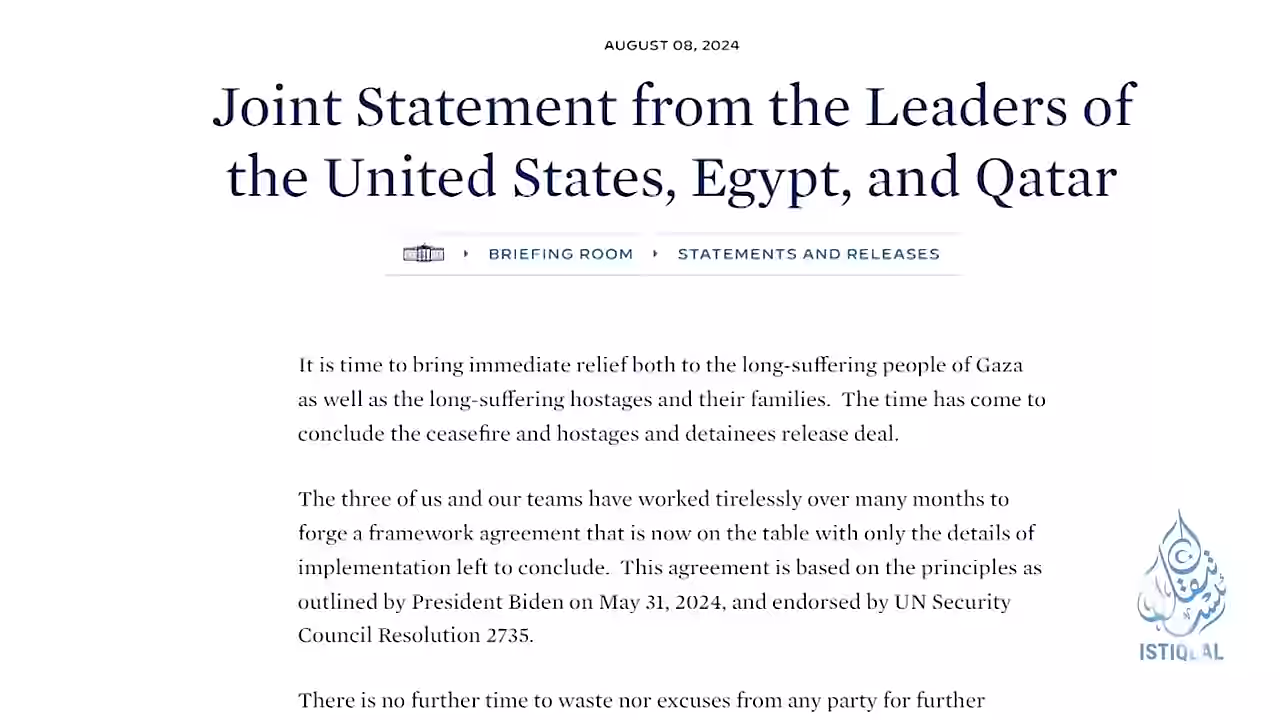 AUGUST 08, 2024
Joint Statement from the Leaders of
the United States, Egypt, and Qatar
BRIEFING ROOM STATEMENTS AND RELEASES
It is time to bring immediate relief both to the long-suffering people of Gaza
as well as the long-suffering hostages and their families. The time has come to
conclude the ceasefire and hostages and detainees release deal.
The three of us and our teams have worked tirelessly over many months to
forge a framework agreement that is now on the table with only the details of
implementation left to conclude. This agreement is based on the principles as
outlined by President Biden on May 31, 2024, and endorsed by UN Security
Council Resolution 2735.
There is no further time to waste nor excuses from any party for further
ISTIQLAL